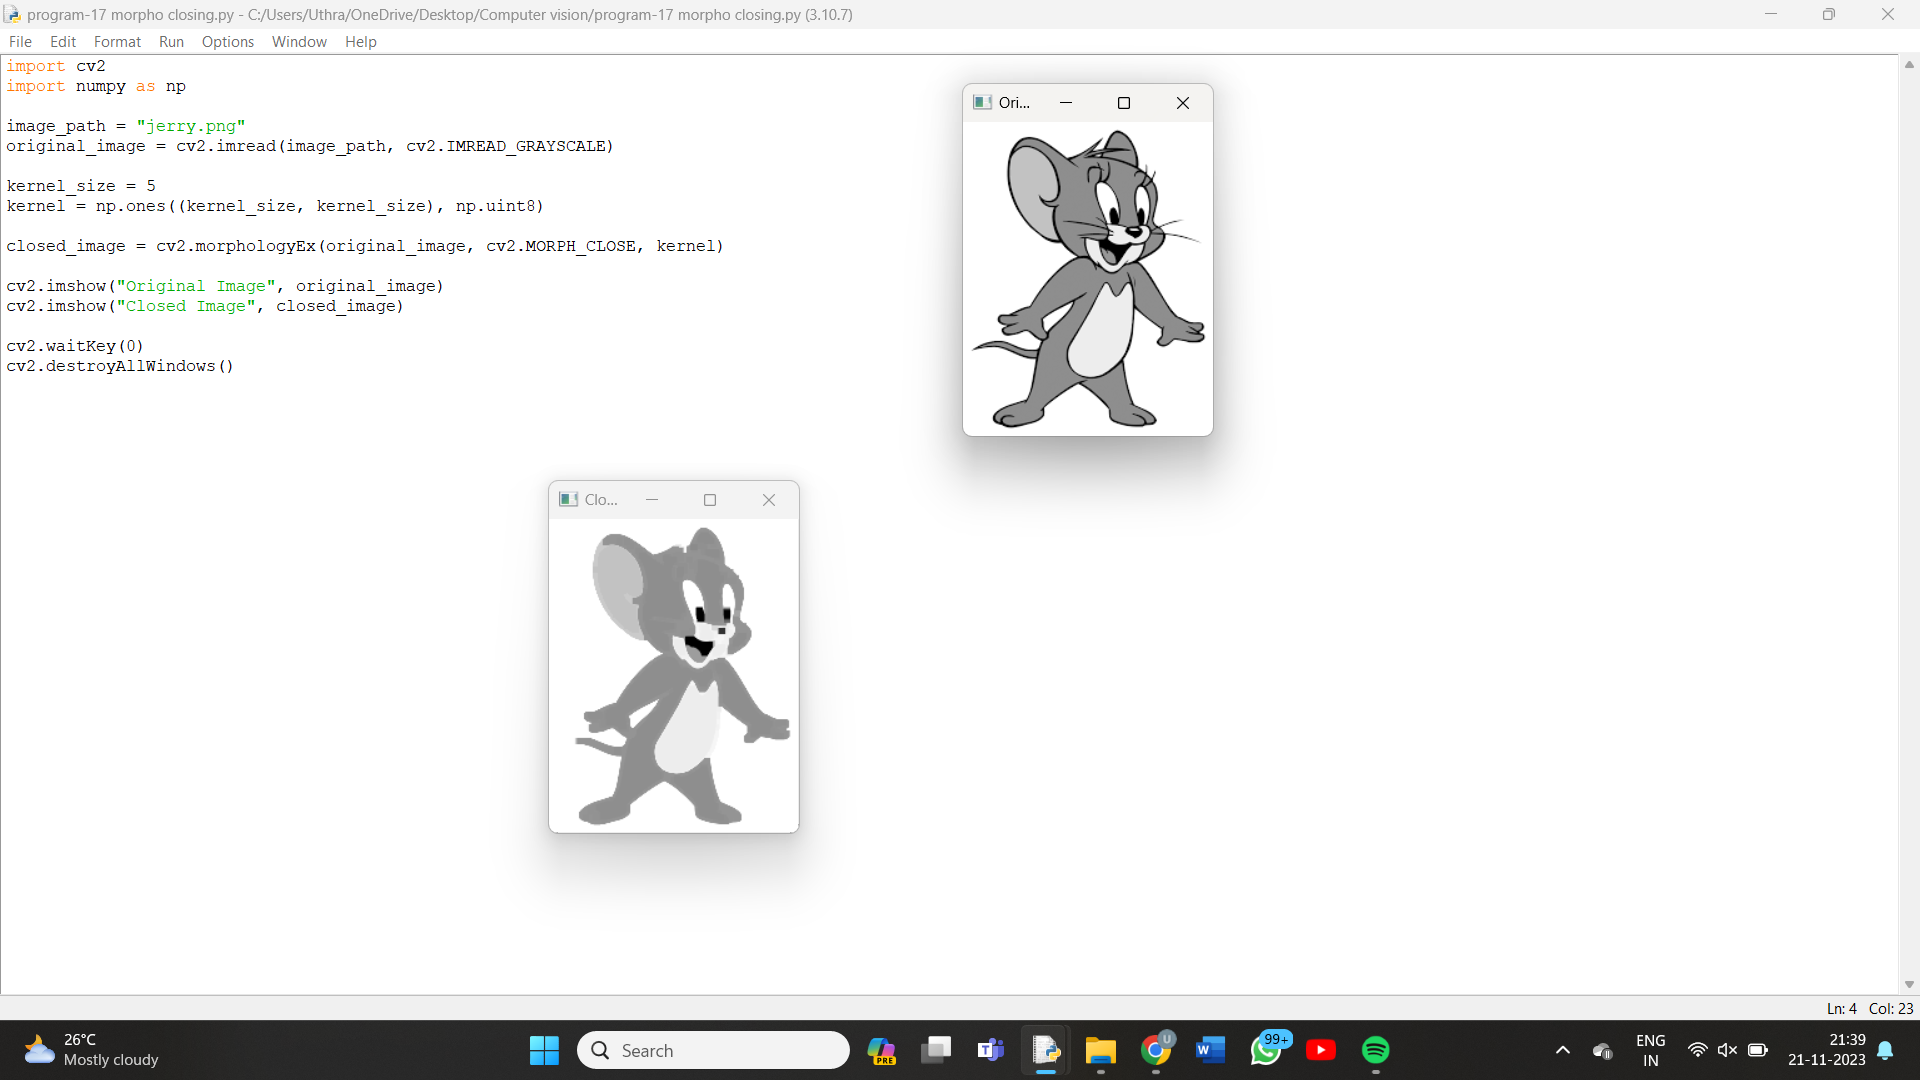 program-17 morpho closing.py - C:/Users/Uthra/OneDrive/Desktop/Computer vision/program-17 morpho closing.py (3.10.7)
File Edit Format Run Options Window Help
import cv2
import numpy as np
image_path = "jerry.png"
original_image = cv2.imread(image_path, cv2.IMREAD_GRAYSCALE)
kernel_size = 5
kernel = np.ones((kernel_size, kernel_size), np.uint8)
closed_image = cv2.morphologyEx(original_image, cv2.MORPH_CLOSE, kernel)
cv2.imshow("Original Image", original_image)
cv2.imshow("Closed Image", closed_image)
cv2.waitKey(0)
cv2.destroyAllWindows()
Ori...
Clo...
Ln: 4 Col: 23
26°C
Mostly cloudy
Search
PRE
T
U
W
99+
ENG
IN
21:39
21-11-2023